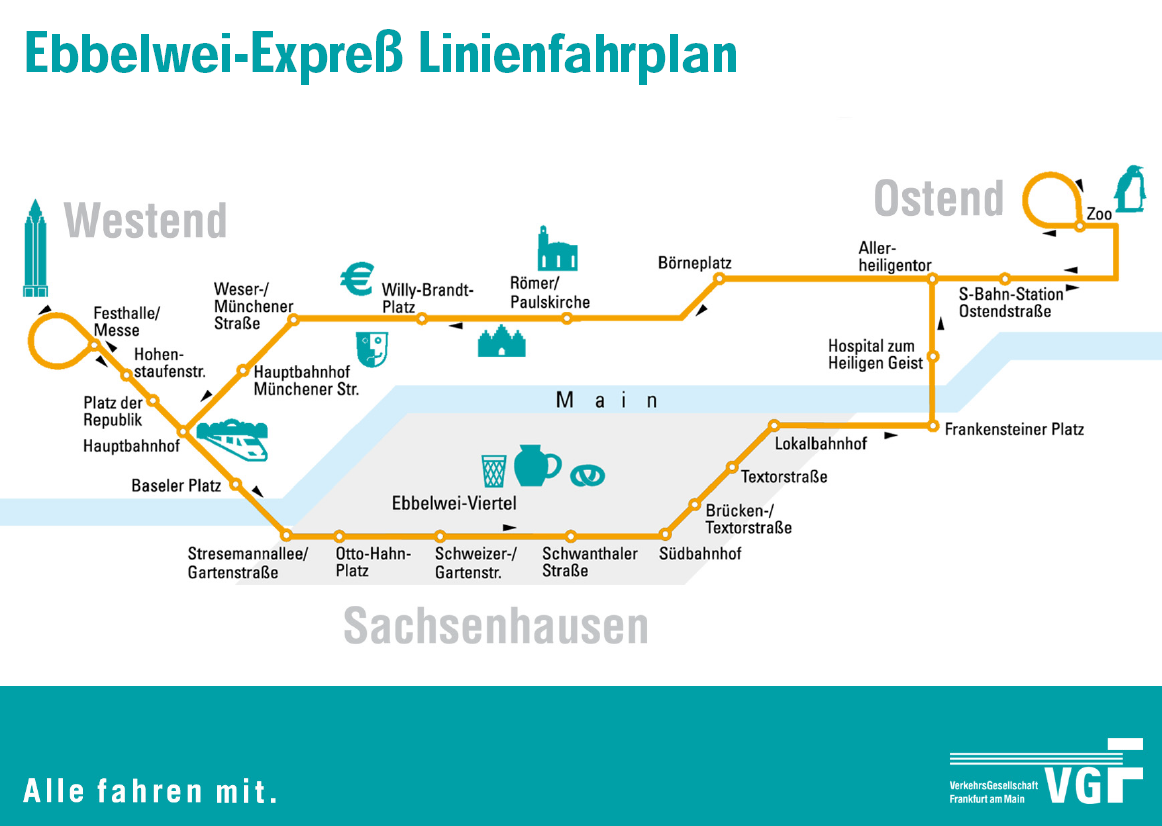 Ebbelwei-Expreß Linienfahrplan
Westend
Ostend
Zoo
Aller-
heiligentor
S-Bahn-Station
Ostendstraße
Börneplatz
Römer/
Paulskirche
€
Willy-Brandt-
Platz
Weser-/
Münchener
Straße
Hauptbahnhof
Münchener Str.
Festhalle/
Messe
Hohen-
staufenstr.
Platz der
Republik
Hauptbahnhof
Baseler Platz
Hospital zum
Heiligen Geist
Main
Frankensteiner Platz
Lokalbahnhof
Textorstraße
Brücken-/
Textorstraße
Ebbelwei-Viertel
Stresemannallee/
Gartenstraße
Otto-Hahn-
Platz
Schweizer-/
Gartenstr.
Schwanthaler
Straße
Südbahnhof
Sachsenhausen
Alle fahren mit.
VerkehrsGesellschaft
Frankfurt am Main
VGF